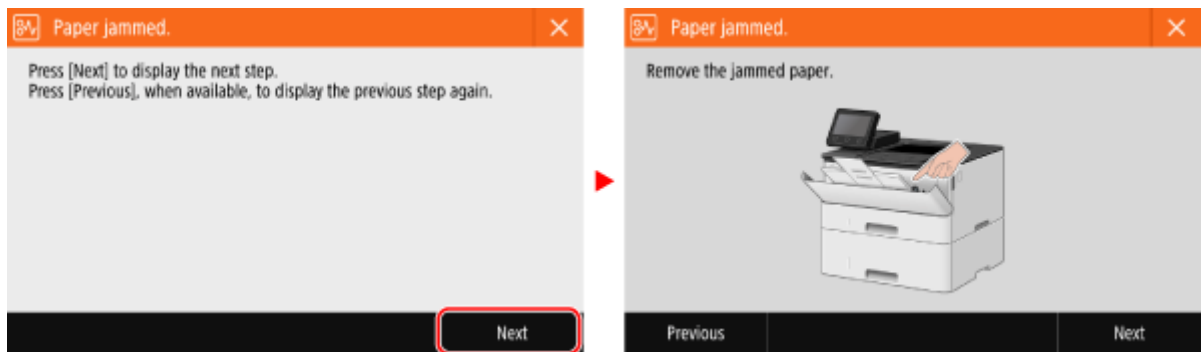 Paper jammed.
Press [Next] to display the next step.
Press [Previous], when available, to display the previous step again.
Next
Paper jammed.
Remove the jammed paper.
Previous
Next